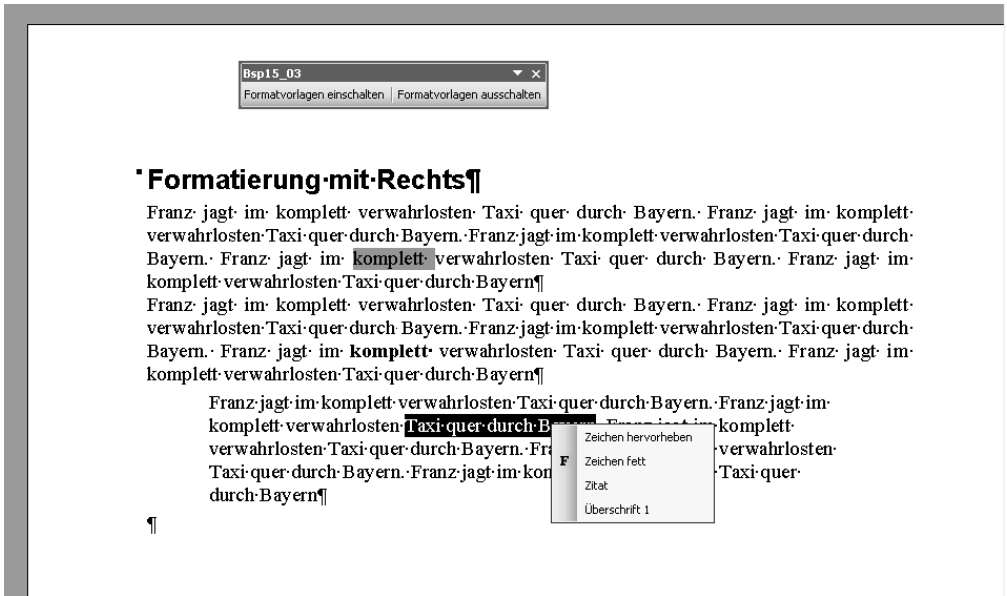 Bsp15_03
Formatvorlagen einschalten Formatvorlagen ausschalten
Formatierung·mit·Rechts¶
Franz· jagt· im· komplett· verwahrlosten· Taxi· quer· durch· Bayern.· Franz· jagt· im· komplett·
verwahrlosten·Taxi·quer·durch·Bayern.·Franz·jagt·im·komplett·verwahrlosten·Taxi·quer·durch·
Bayern.· Franz· jagt· im· komplett· verwahrlosten· Taxi· quer· durch· Bayern.· Franz· jagt· im·
komplett·verwahrlosten·Taxi·quer·durch·Bayern¶
Franz· jagt· im· komplett· verwahrlosten· Taxi· quer· durch· Bayern.· Franz· jagt· im· komplett·
verwahrlosten·Taxi·quer·durch·Bayern.·Franz·jagt·im·komplett·verwahrlosten·Taxi·quer·durch·
Bayern.· Franz· jagt· im· komplett· verwahrlosten· Taxi· quer· durch· Bayern.· Franz· jagt· im·
komplett·verwahrlosten·Taxi·quer·durch·Bayern¶
Franz·jagt·im·komplett·verwahrlosten·Taxi·quer·durch·Bayern.·Franz·jagt·im·
komplett·verwahrlosten·Taxi·quer·durch· komplett·
verwahrlosten·Taxi·quer·durch·Bayern.· verwahrlosten·
Taxi·quer·durch·Bayern.·Franz·jagt·im· Taxi·quer·
durch·Bayern¶
¶
Zeichen hervorheben
F Zeichen fett
Zitat
Überschrift 1